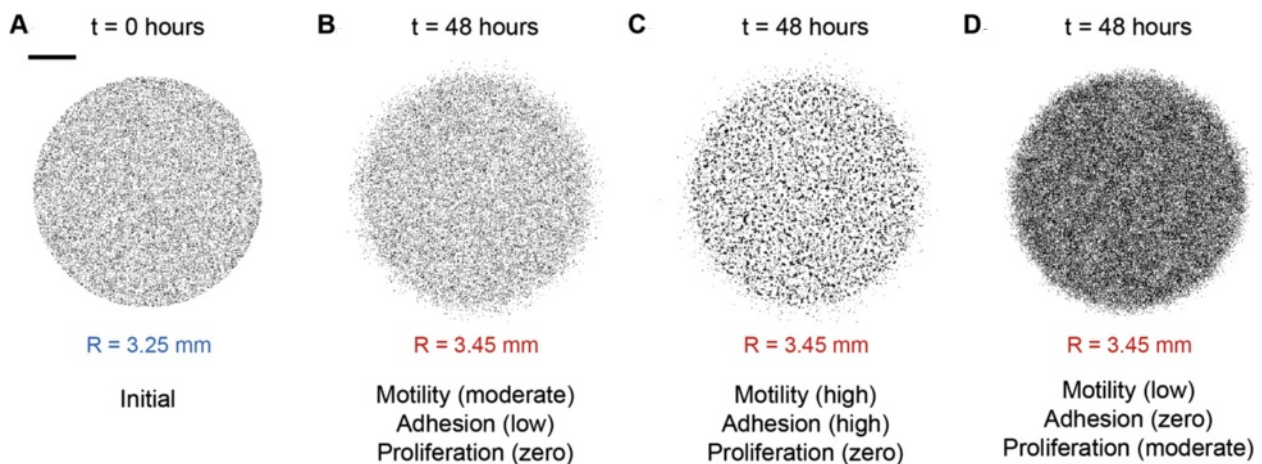 A
t = 0 hours
R = 3.25 mm
Initial
B
t = 48 hours
R = 3.45 mm
Motility (moderate)
Adhesion (low)
Proliferation (zero)
C
t = 48 hours
R = 3.45 mm
Motility (high)
Adhesion (high)
Proliferation (zero)
D
t = 48 hours
R = 3.45 mm
Motility (low)
Adhesion (zero)
Proliferation (moderate)